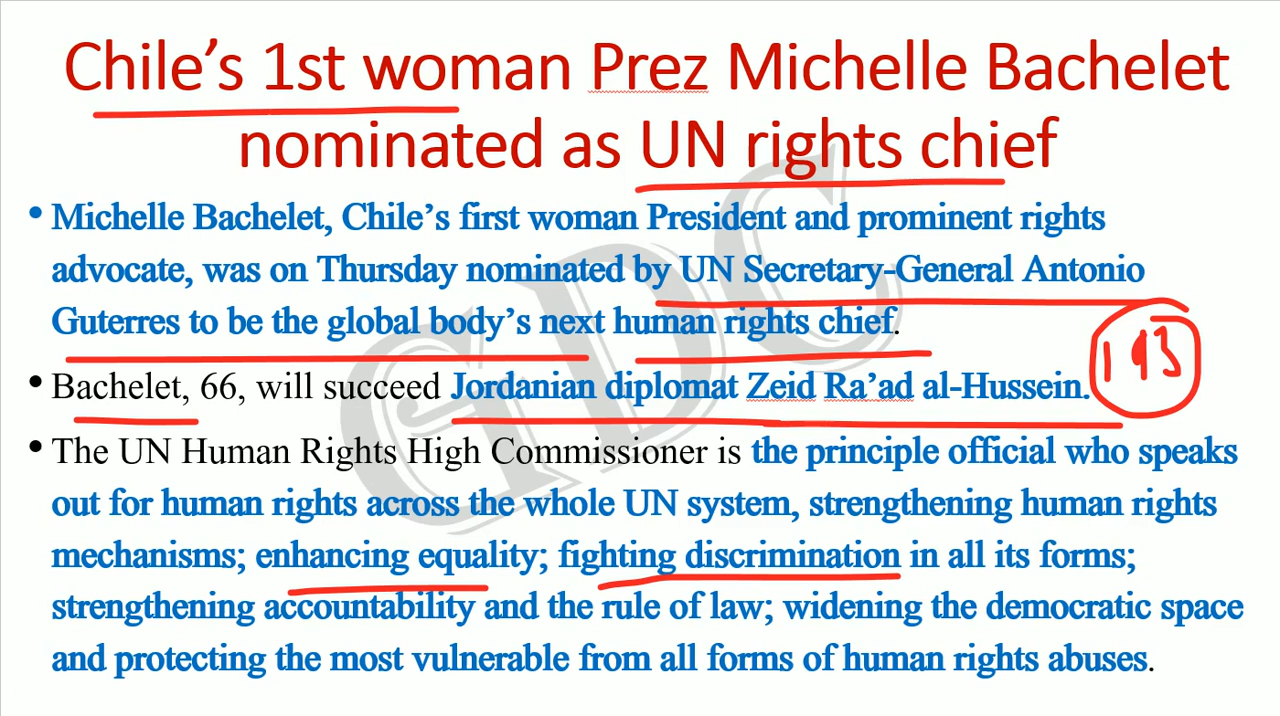 Chile’s 1st woman Prez Michelle Bachelet
nominated as UN rights chief
• Michelle Bachelet, Chile’s first woman President and prominent rights
advocate, was on Thursday nominated by UN Secretary-General Antonio
Guterres to be the global body’s next human rights chief.
• Bachelet, 66, will succeed Jordanian diplomat Zeid Ra’ad al-Hussein.
193
• The UN Human Rights High Commissioner is the principle official who speaks
out for human rights across the whole UN system, strengthening human rights
mechanisms; enhancing equality; fighting discrimination in all its forms;
strengthening accountability and the rule of law; widening the democratic space
and protecting the most vulnerable from all forms of human rights abuses.
GDC